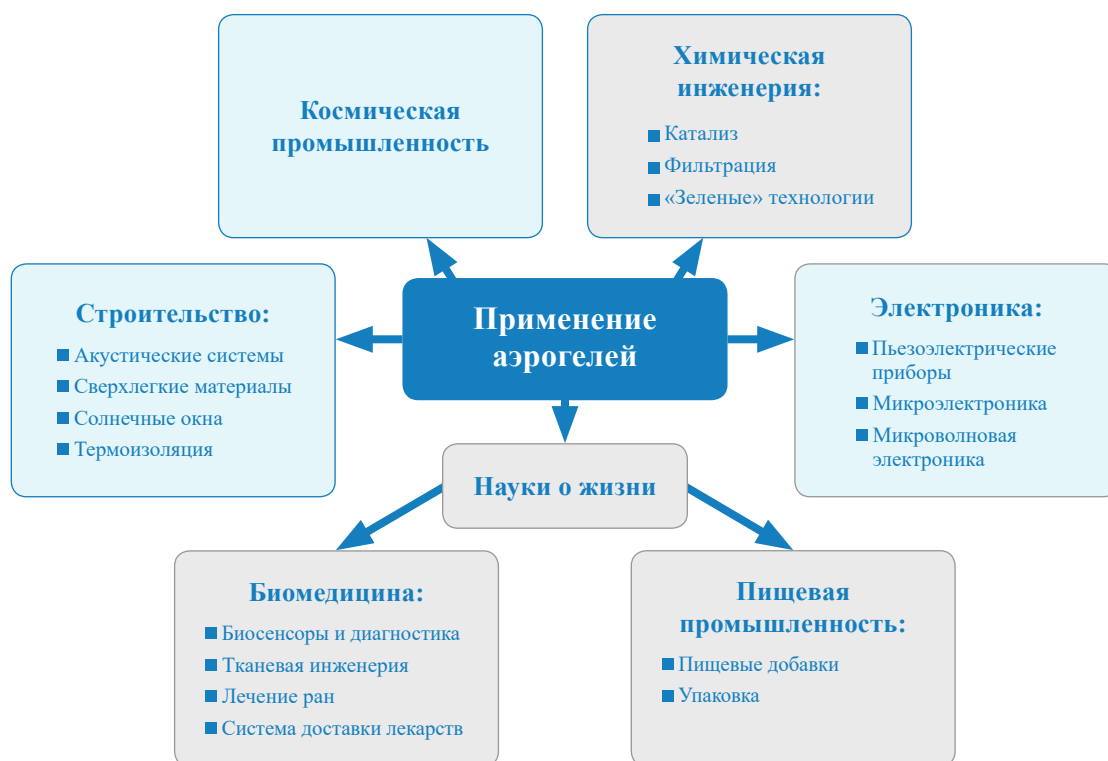 Космическая
промышленность
Химическая
инженерия:
Катализ
Фильтрация
«Зеленые» технологии
Строительство:
Акустические системы
Сверхлегкие материалы
Солнечные окна
Термоизоляция
Применение
аэрогелей
Электроника:
Пьезоэлектрические
приборы
Микроэлектроника
Микроволновая
электроника
Науки о жизни
Биомедицина:
Биосенсоры и диагностика
Тканевая инженерия
Лечение ран
Система доставки лекарств
Пищевая
промышленность:
Пищевые добавки
Упаковка